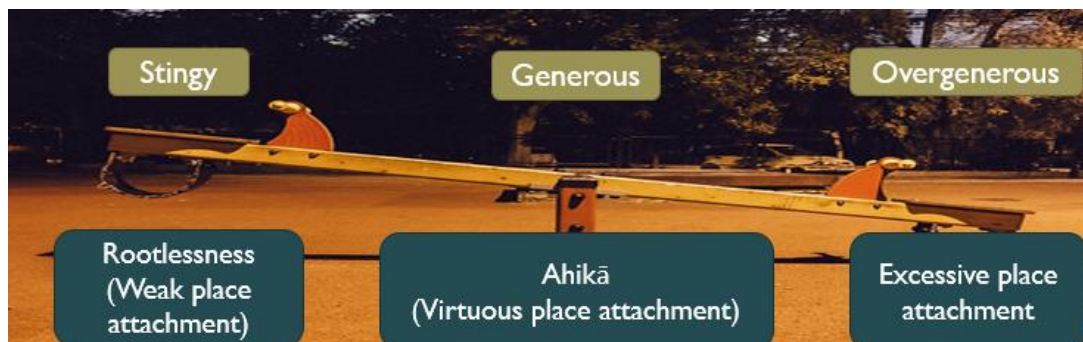 Stingy
Generous
Overgenerous
Rootlessness
(Weak place
attachment)
Ahikā
(Virtuous place attachment)
Excessive place
attachment